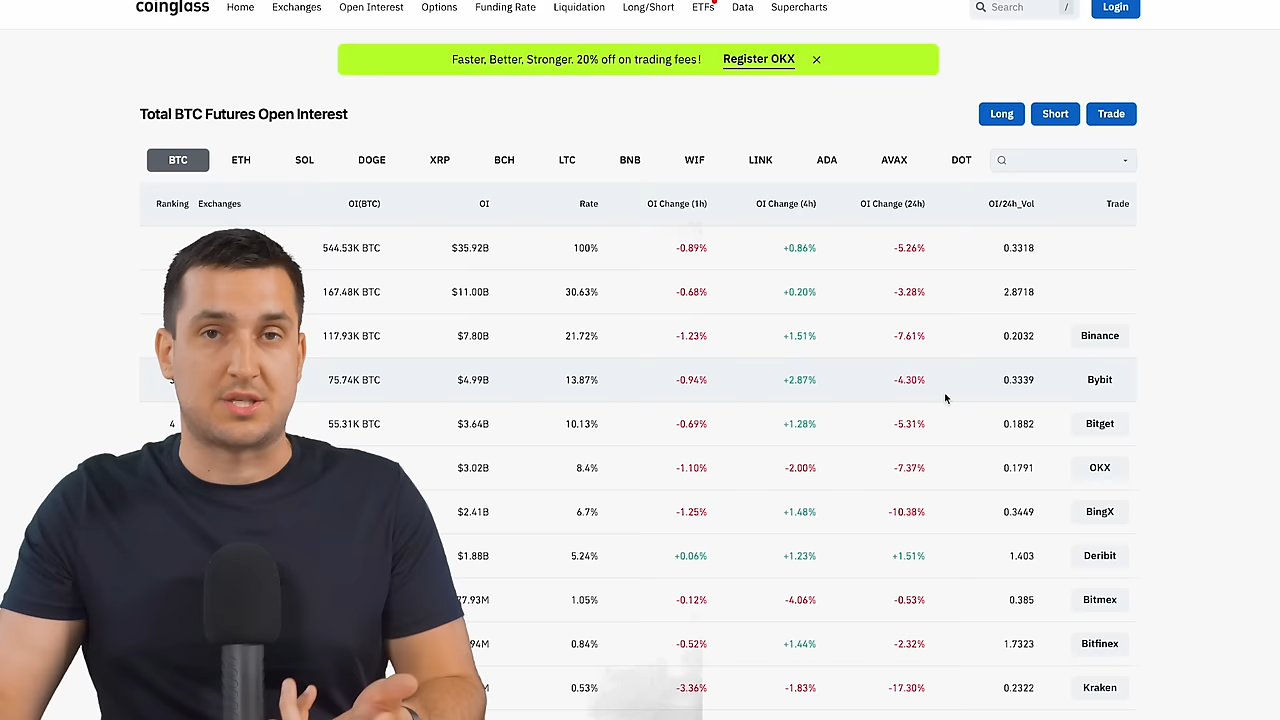 coinglass Home Exchanges Open Interest Options Funding Rate Liquidation Long/Short ETFs Data Supercharts Search / Login
Faster, Better, Stronger. 20% off on trading fees! Register OKX ×
Total BTC Futures Open Interest Long Short Trade
BTC ETH SOL DOGE XRP BCH LTC BNB WIF LINK ADA AVAX DOT
Ranking Exchanges OI(BTC) OI Rate OI Change (1h) OI Change (4h) OI Change (24h) OI/24h_Vol Trade
544.53K BTC $35.92B 100% -0.89% +0.86% -5.26% 0.3318
167.48K BTC $11.00B 30.63% -0.68% +0.20% -3.28% 2.8718
117.93K BTC $7.80B 21.72% -1.23% +1.51% -7.61% 0.2032 Binance
75.74K BTC $4.99B 13.87% -0.94% +2.87% -4.30% 0.3339 Bybit
4 55.31K BTC $3.64B 10.13% -0.69% +1.28% -5.31% 0.1882 Bitget
$3.02B 8.4% -1.10% -2.00% -7.37% 0.1791 OKX
$2.41B 6.7% -1.25% +1.48% -10.38% 0.3449 BingX
$1.88B 5.24% +0.06% +1.23% +1.51% 1.403 Deribit
7.93M 1.05% -0.12% -4.06% -0.53% 0.385 Bitmex
94M 0.84% -0.52% +1.44% -2.32% 1.7323 Bitfinex
0.53% -3.36% -1.83% -17.30% 0.2322 Kraken